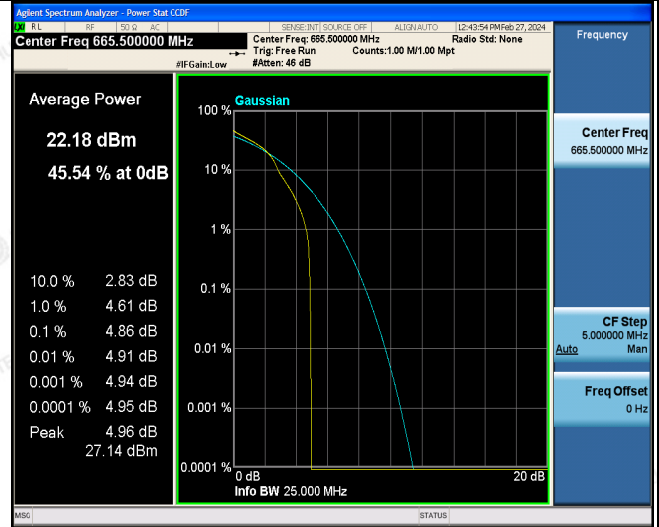 Agilent Spectrum Analyzer - Power Stat CCDF
RL RF 50 Ω AC SENSE:INT SOURCE OFF ALIGNAUTO 12:43:54 PM Feb 27, 2024
Center Freq 665.500000 MHz
Center Freq: 665.500000 MHz Radio Std: None
Trig: Free Run Counts:1.00 M/1.00 Mpt
#IFGain:Low #Atten: 46 dB
Frequency
Center Freq
665.500000 MHz
CF Step
5.000000 MHz
Auto Man
Freq Offset
0 Hz
Average Power
22.18 dBm
45.54 % at 0dB
10.0 % 2.83 dB
1.0 % 4.61 dB
0.1 % 4.86 dB
0.01 % 4.91 dB
0.001 % 4.94 dB
0.0001 % 4.95 dB
Peak 4.96 dB
27.14 dBm
Gaussian
100 %
10 %
1 %
0.1 %
0.01 %
0.001 %
0.0001 %
0 dB 20 dB
Info BW 25.000 MHz
MSG STATUS